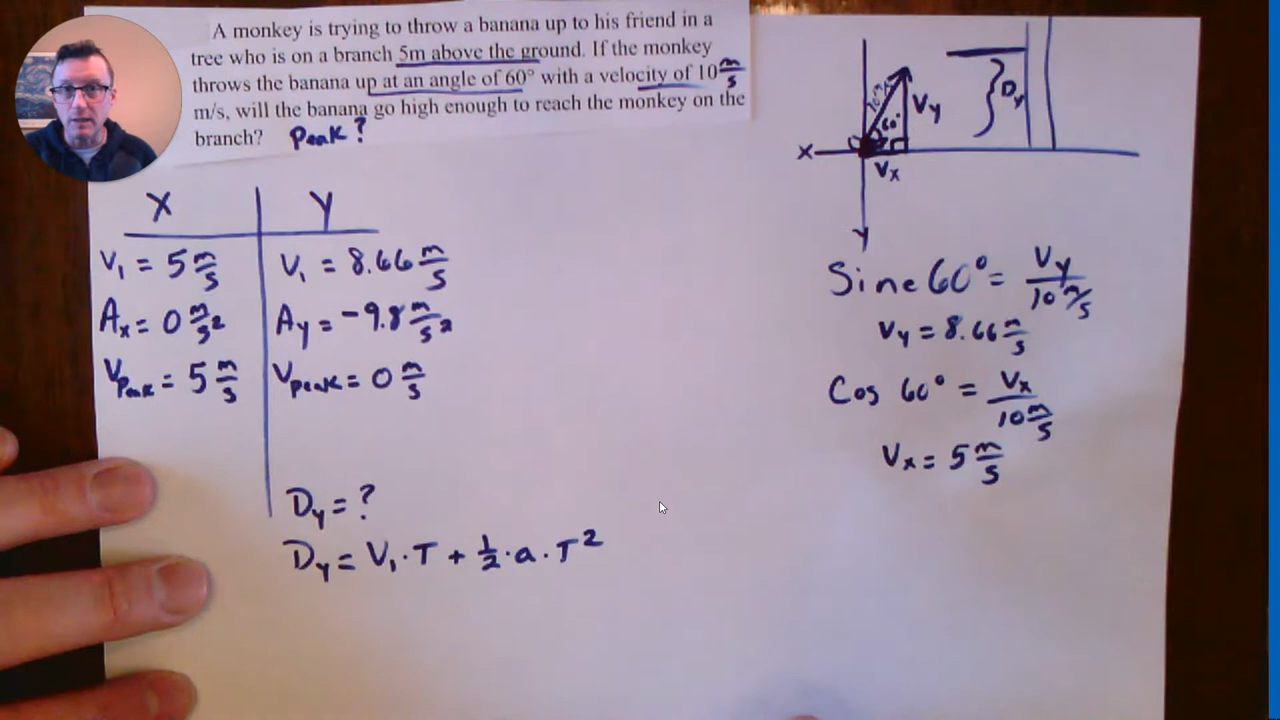 A monkey is trying to throw a banana up to his friend in a
tree who is on a branch 5m above the ground. If the monkey
throws the banana up at an angle of 60° with a velocity of 10 m/s
m/s, will the banana go high enough to reach the monkey on the
branch? Peak?
10 m/s
60°
Vy
Dy
X
Vx
Y
X Y
V₁ = 5 m/s V₁ = 8.66 m/s
Ax = 0 m/s² Ay = -9.8 m/s²
Vpeak = 5 m/s Vpeak = 0 m/s
Dy = ?
Dy = V₁ · T + 1/2 · a · T²
Sine 60° = Vy / 10 m/s
Vy = 8.66 m/s
Cos 60° = Vx / 10 m/s
Vx = 5 m/s